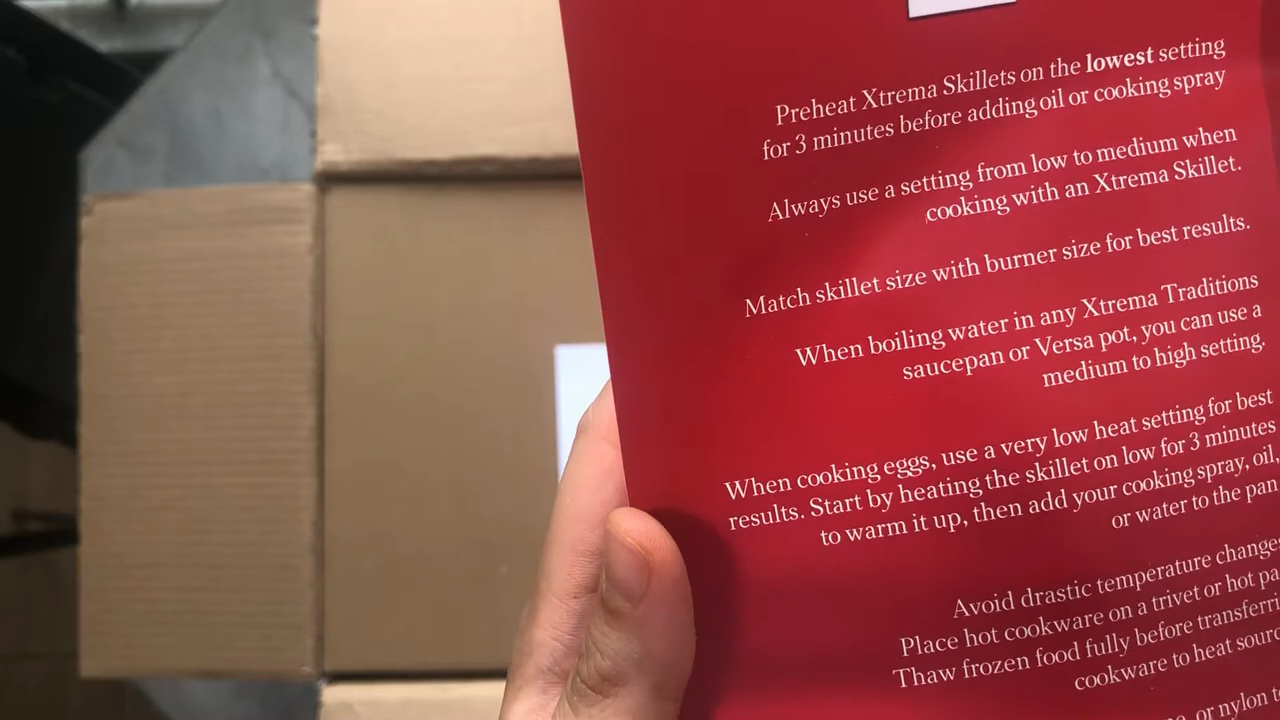 Preheat Xtrema Skillets on the lowest setting
for 3 minutes before adding oil or cooking spray
Always use a setting from low to medium when
cooking with an Xtrema Skillet.
Match skillet size with burner size for best results.
When boiling water in any Xtrema Traditions
saucepan or Versa pot, you can use a
medium to high setting.
When cooking eggs, use a very low heat setting for best
results. Start by heating the skillet on low for 3 minutes
to warm it up, then add your cooking spray, oil,
or water to the pan
Avoid drastic temperature changes
Place hot cookware on a trivet or hot
Thaw frozen food fully before
cookware to heat
or nylon